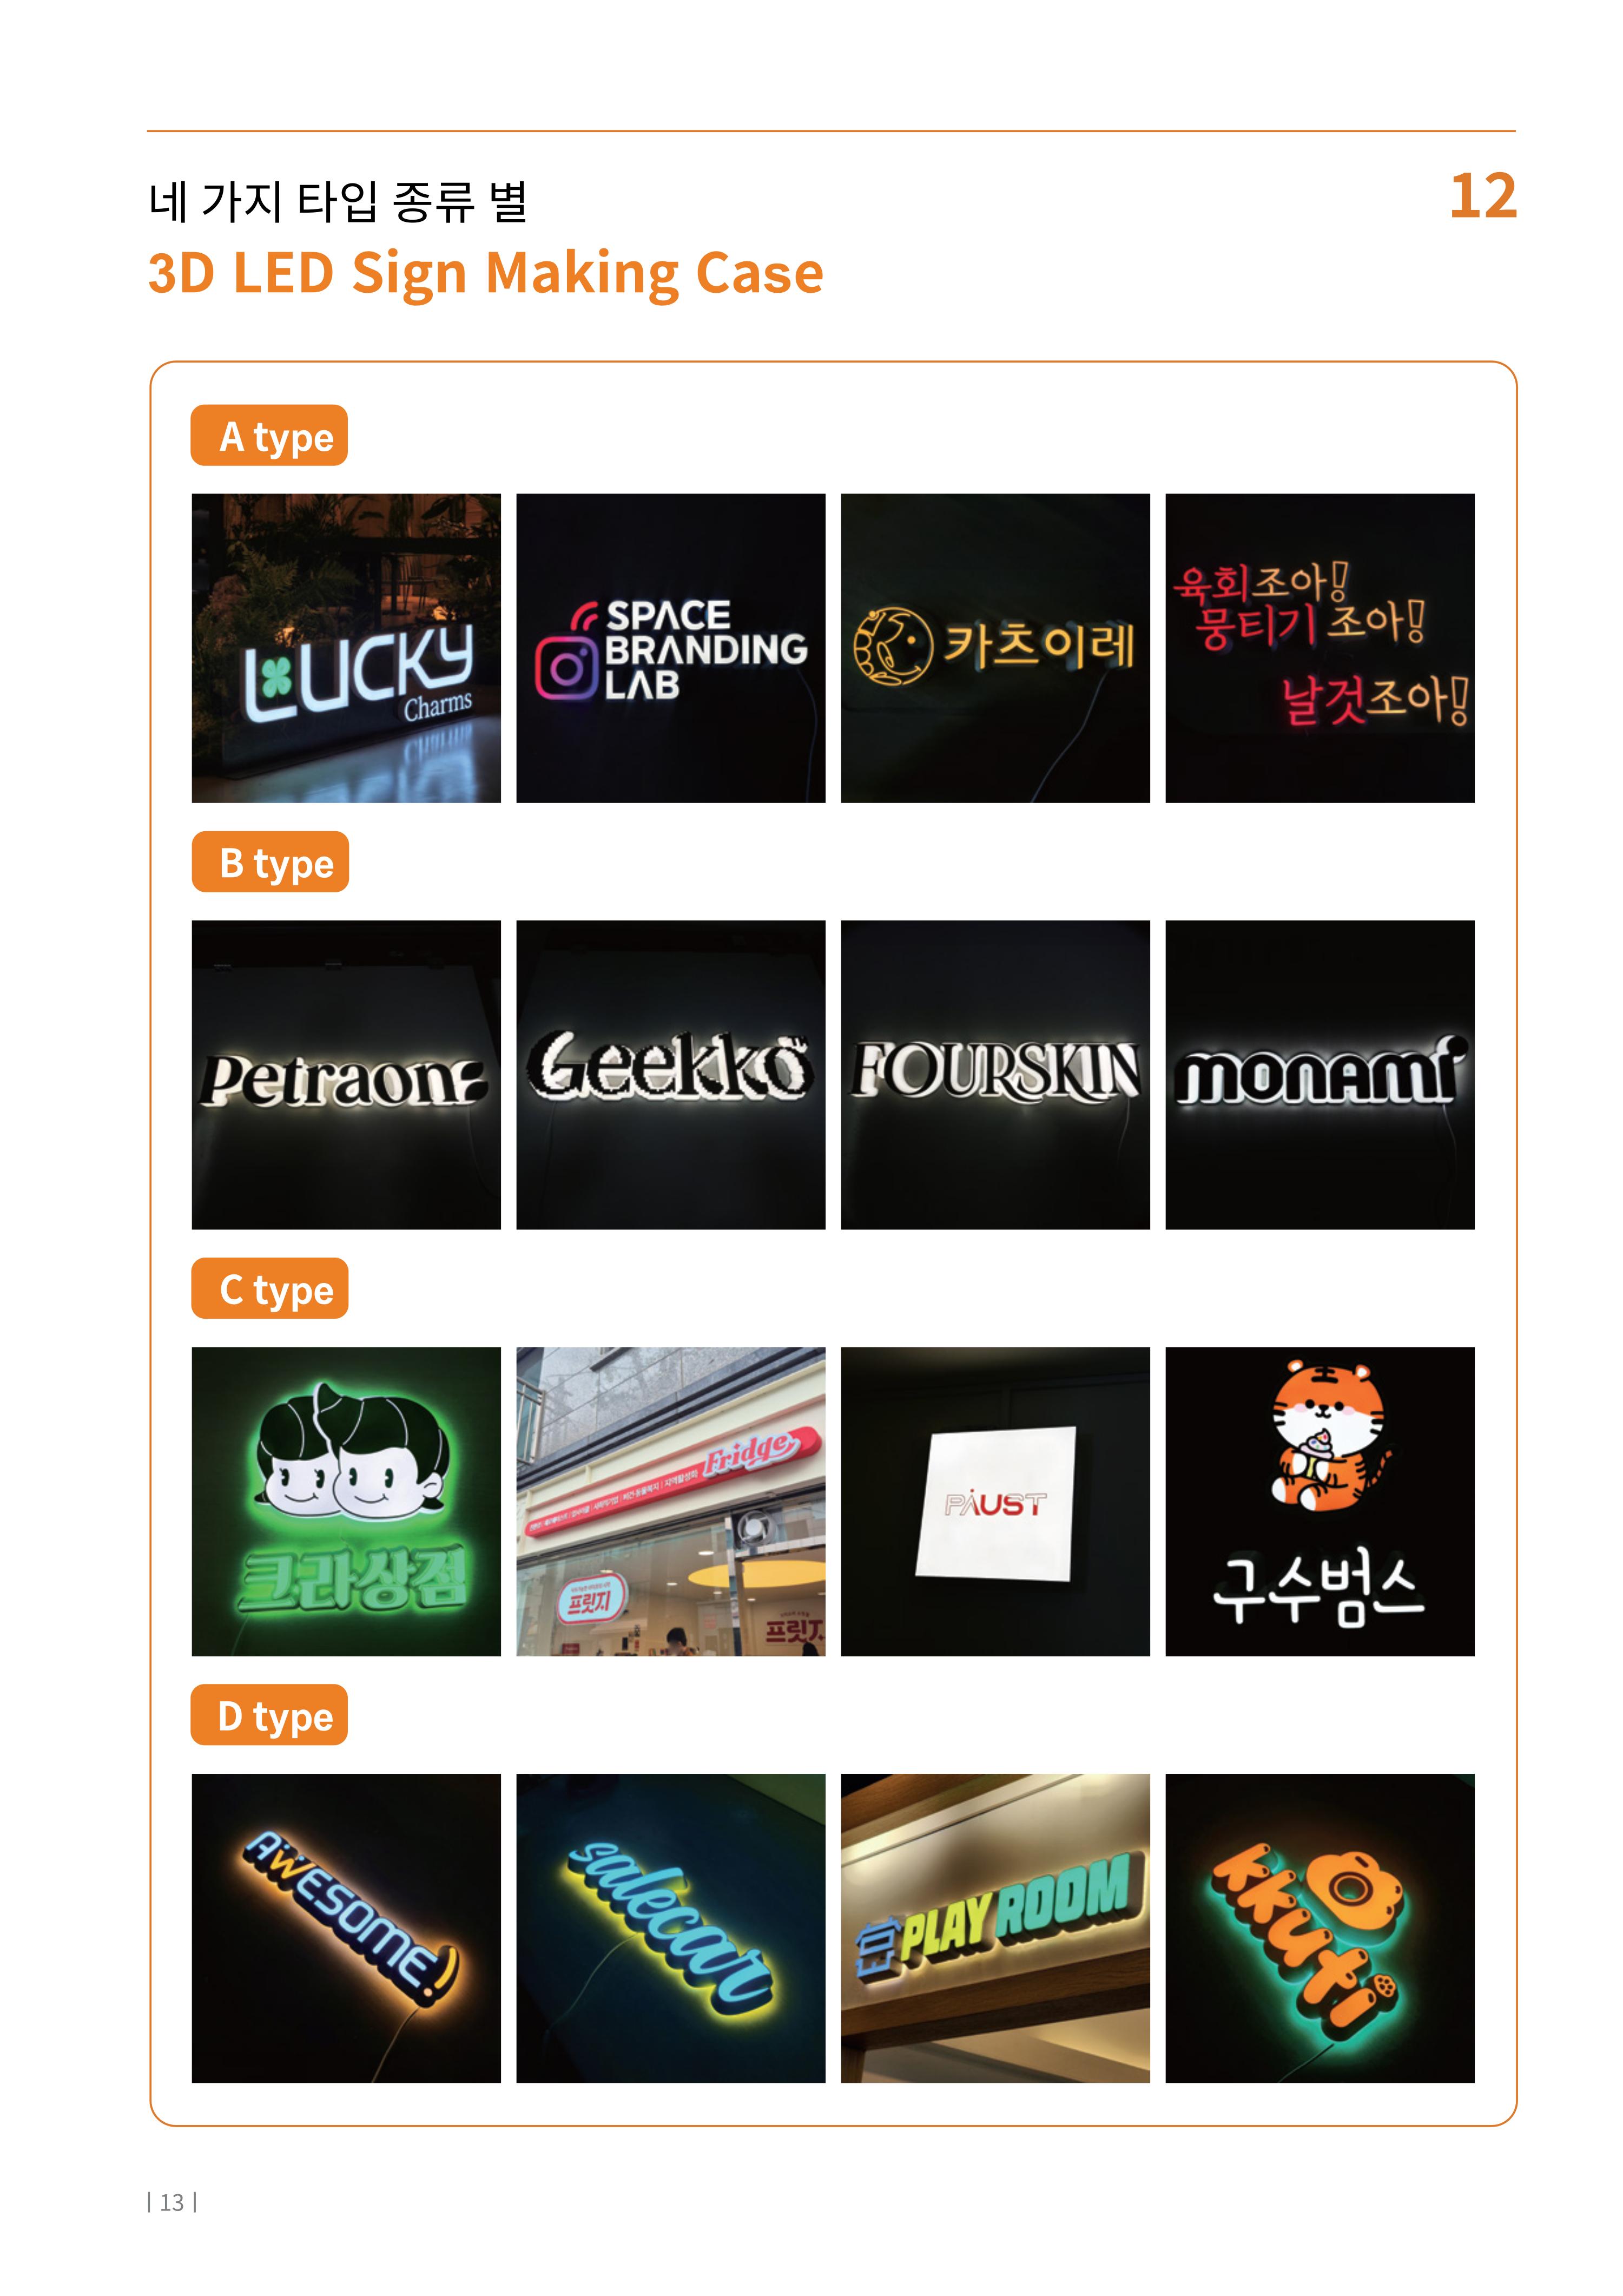 네 가지 타입 종류 별
12
3D LED Sign Making Case
A type
LUCKY
Charms
SPACE
BRANDING
LAB
카츠이레
육회조아!
뭉티기 조아!
날것조아!
B type
Petraon
Geekko
FOURSKIN
monami
C type
크라상점
Fridge
프릿지
프릿지
PAUST
구수범스
D type
AWESOME!
salecar
PLAY ROOM
kkuti
| 13 |